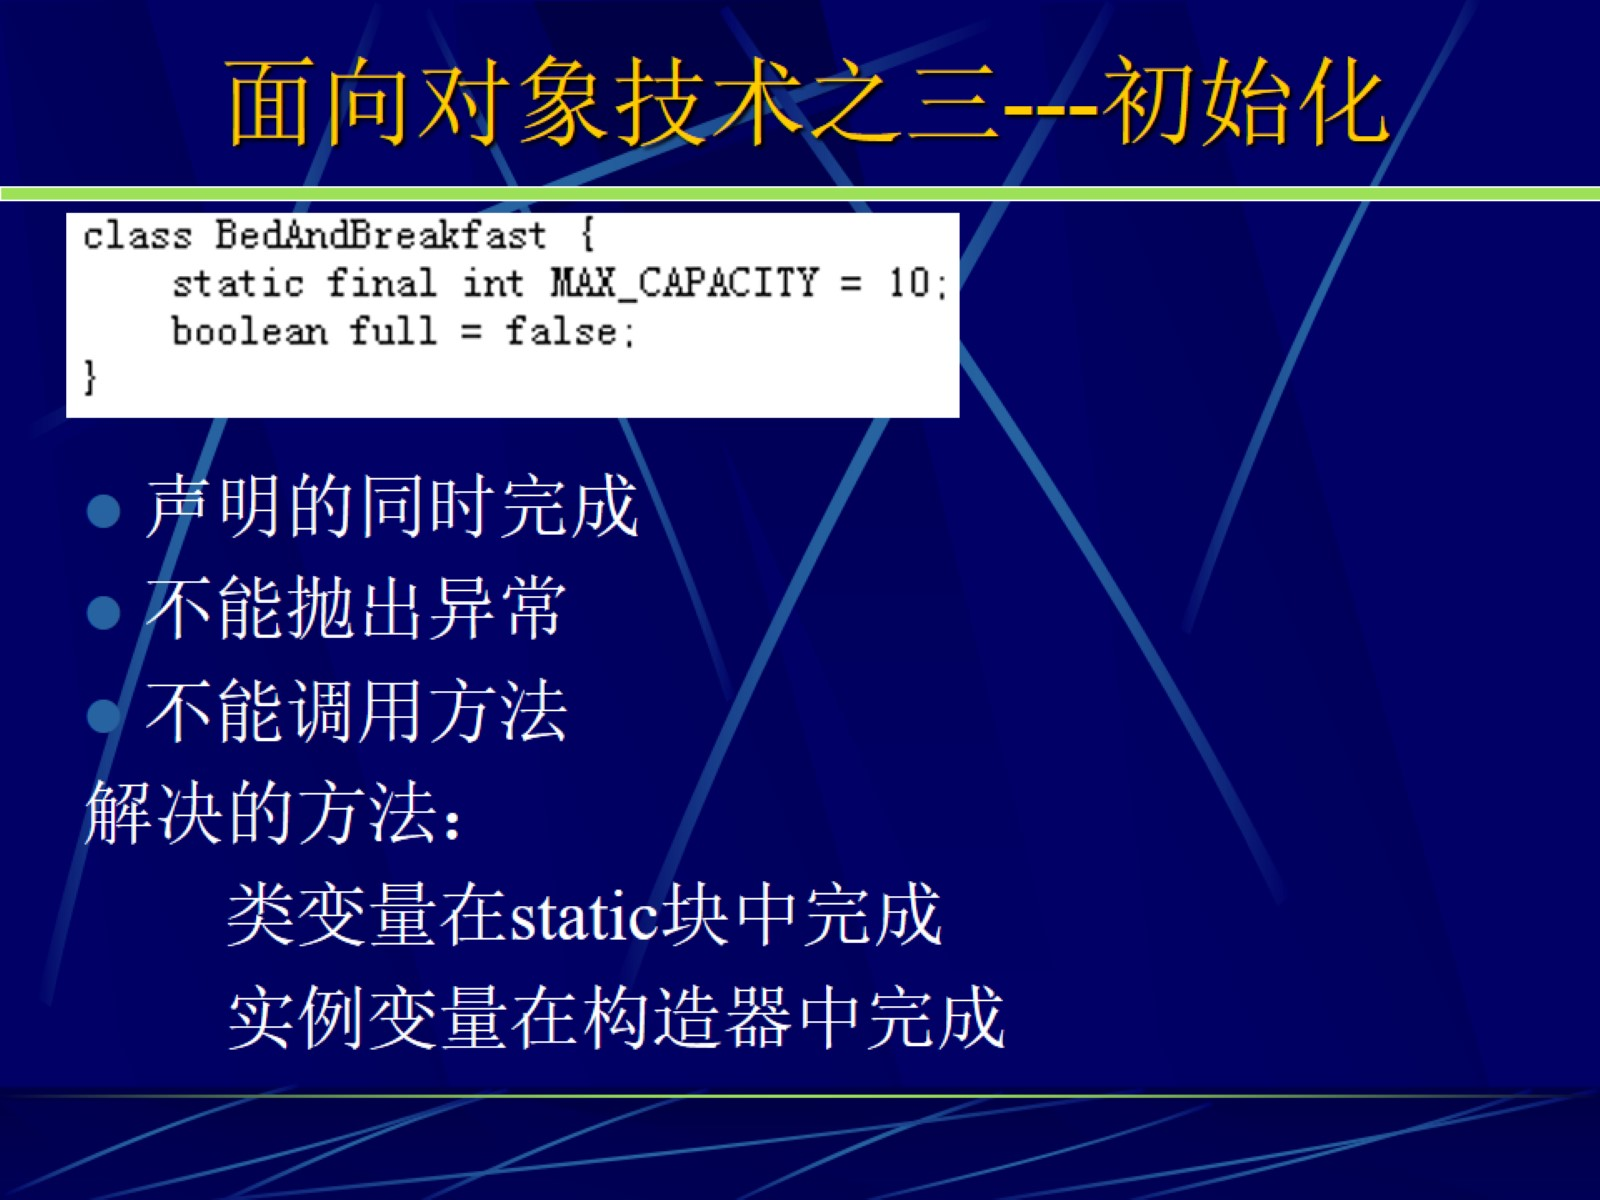 面向对象技术之三---初始化
class BedAndBreakfast {
    static final int MAX_CAPACITY = 10;
    boolean full = false;
}
声明的同时完成
不能抛出异常
不能调用方法
解决的方法：
类变量在static块中完成
实例变量在构造器中完成